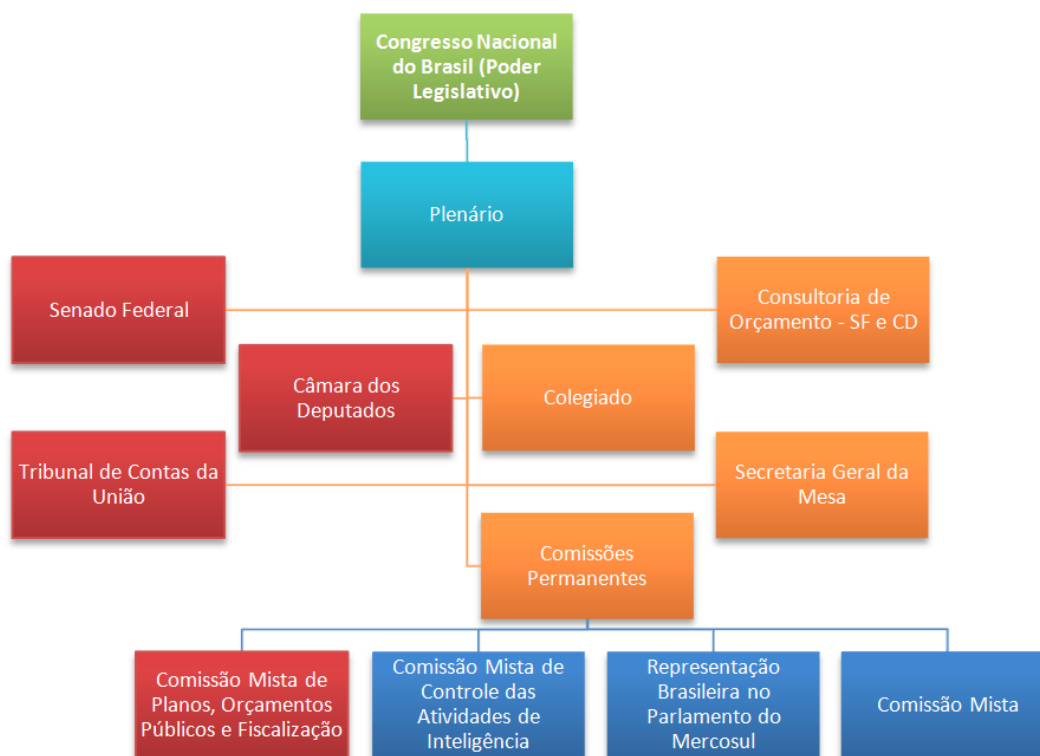 Congresso Nacional
do Brasil (Poder
Legislativo)
Plenário
Senado Federal
Consultoria de
Orçamento - SF e CD
Câmara dos
Deputados
Colegiado
Tribunal de Contas da
União
Secretaria Geral da
Mesa
Comissões
Permanentes
Comissão Mista de
Planos, Orçamentos
Públicos e Fiscalização
Comissão Mista de
Controle das
Atividades de
Inteligência
Representação
Brasileira no
Parlamento do
Mercosul
Comissão Mista